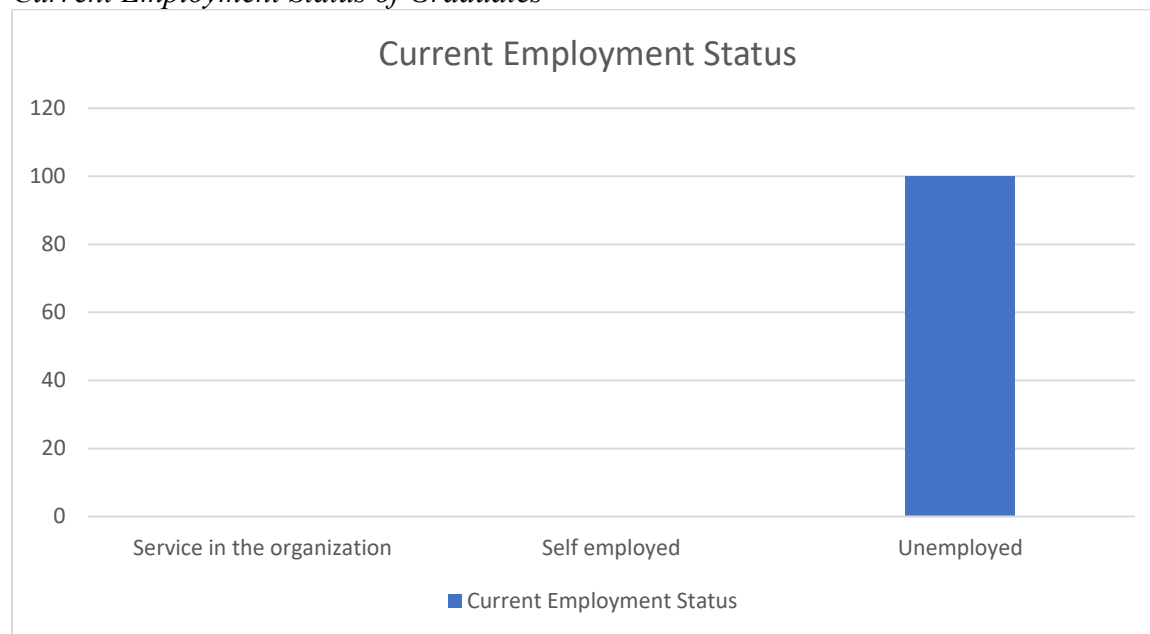 Current Employment Status of Graduates
Current Employment Status
120
100
80
60
40
20
0
Service in the organization
Self employed
Unemployed
Current Employment Status